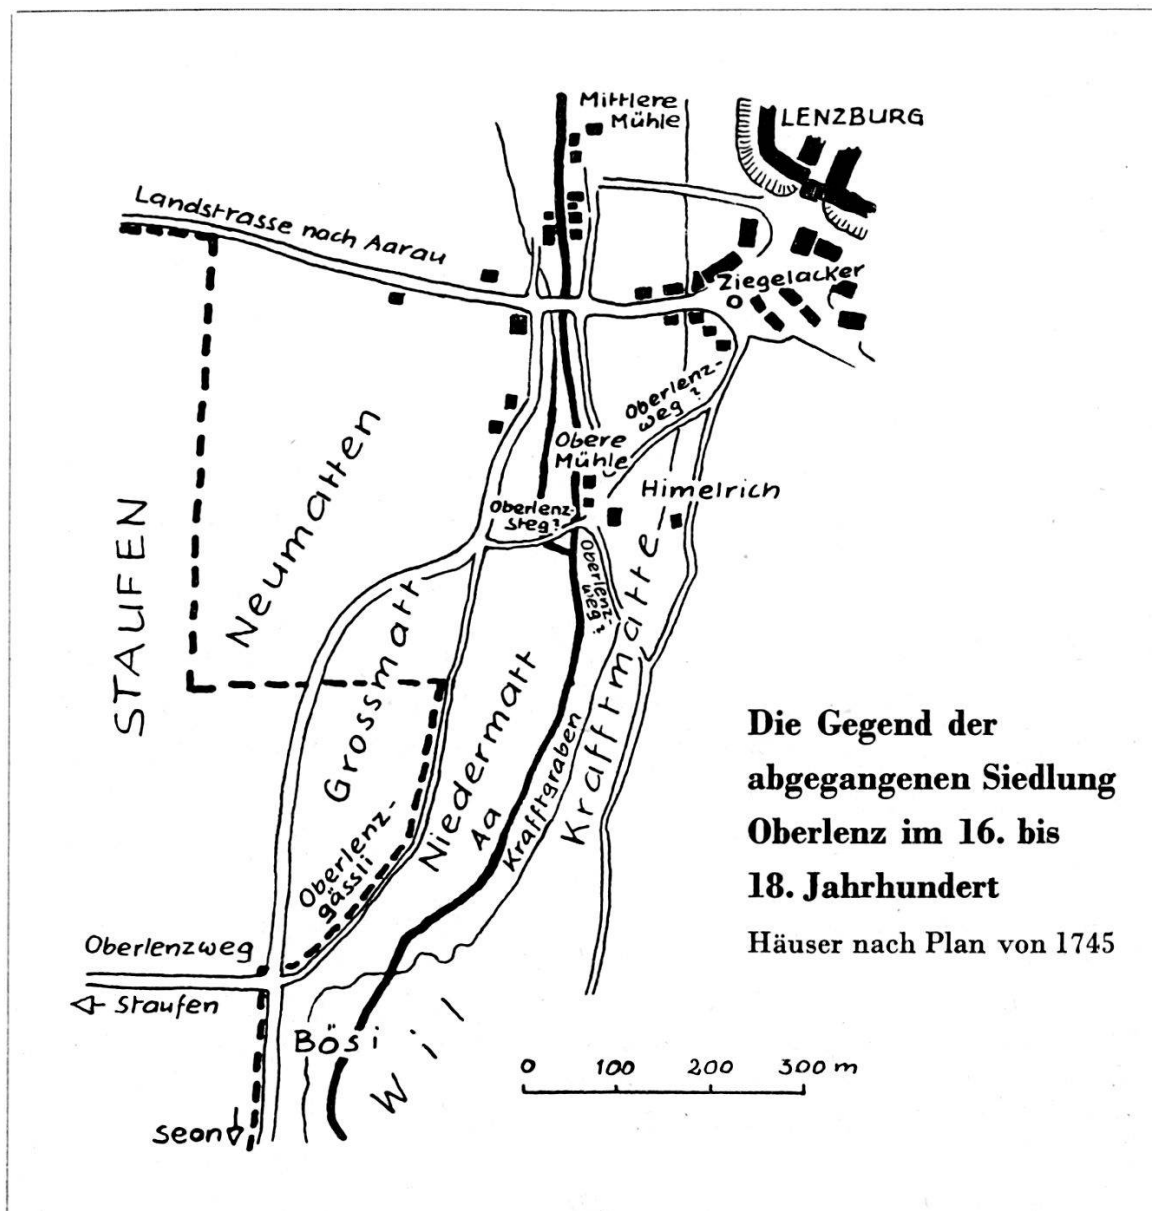 Mittlere
Mühle
LENZBURG
Landstrasse nach Aarau
Ziegelacker
Oberlenz-
weg?
Obere
Mühle
Himelrich
Oberlenz-
steg?
Oberlenz-
weg?
STAUFEN
Neumatten
Grossmatt
Niedermatt
Aa
Krafftgraben
Krafftmatte
Oberlenz-
gässli
Oberlenzweg
Staufen
Bösi
Wil
Seon
Die Gegend der
abgegangenen Siedlung
Oberlenz im 16. bis
18. Jahrhundert
Häuser nach Plan von 1745
0 100 200 300 m